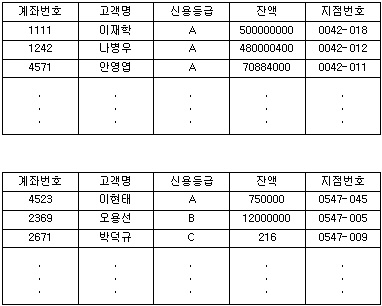 계좌번호 고객명 신용등급 잔액 지점번호
1111 이재학 A 500000000 0042-018
1242 나병우 A 480000400 0042-012
4571 안영엽 A 70884000 0042-011
. . . . .
. . . . .
. . . . .
계좌번호 고객명 신용등급 잔액 지점번호
4523 이현태 A 750000 0547-045
2369 오용선 B 12000000 0547-005
2671 박덕규 C 216 0547-009
. . . . .
. . . . .
. . . . .